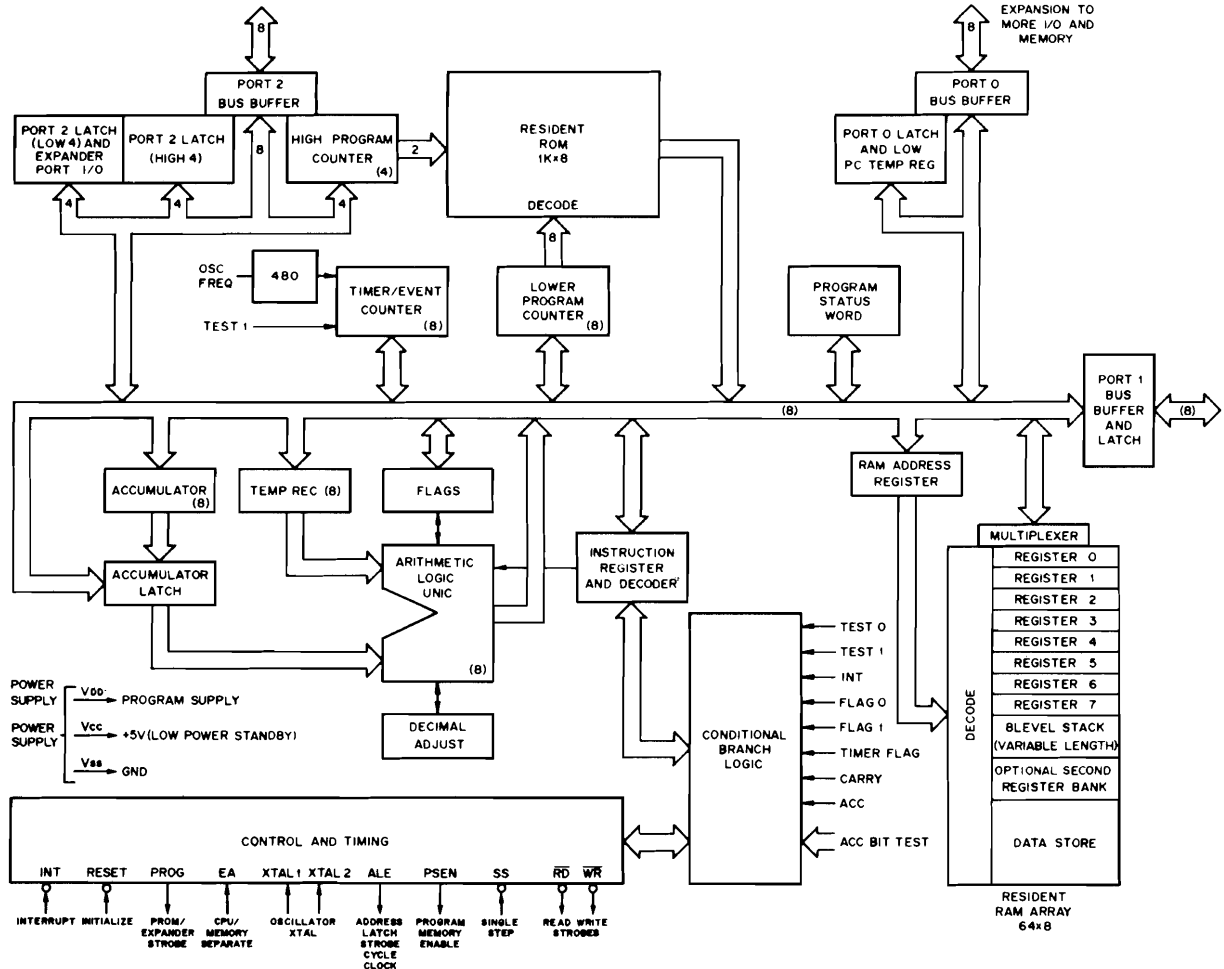 8
PORT 2
BUS BUFFER
PORT 2 LATCH
(LOW 4) AND
EXPANDER
PORT I/O
PORT 2 LATCH
(HIGH 4)
8
HIGH PROGRAM
COUNTER
(4)
2
4
4
4
RESIDENT
ROM
1K×8
DECODE
8
8
EXPANSION TO
MORE I/O AND
MEMORY
PORT 0
BUS BUFFER
PORT 0 LATCH
AND LOW
PC TEMP REG
OSC
FREQ
480
TEST 1
TIMER/EVENT
COUNTER
(8)
LOWER
PROGRAM
COUNTER
(8)
PROGRAM
STATUS
WORD
(8)
PORT 1
BUS
BUFFER
AND
LATCH
(8)
ACCUMULATOR
(8)
TEMP REC (8)
FLAGS
RAM ADDRESS
REGISTER
ACCUMULATOR
LATCH
ARITHMETIC
LOGIC
UNIC
(8)
INSTRUCTION
REGISTER
AND DECODER
DECIMAL
ADJUST
MULTIPLEXER
DECODE
REGISTER 0
REGISTER 1
REGISTER 2
REGISTER 3
REGISTER 4
REGISTER 5
REGISTER 6
REGISTER 7
8LEVEL STACK
(VARIABLE LENGTH)
OPTIONAL SECOND
REGISTER BANK
DATA STORE
RESIDENT
RAM ARRAY
64×8
CONDITIONAL
BRANCH
LOGIC
TEST 0
TEST 1
INT
FLAG 0
FLAG 1
TIMER FLAG
CARRY
ACC
ACC BIT TEST
POWER
SUPPLY
VDD
PROGRAM SUPPLY
POWER
SUPPLY
Vcc
+5V (LOW POWER STANDBY)
Vss
GND
CONTROL AND TIMING
INT RESET PROG EA XTAL 1 XTAL 2 ALE PSEN SS RD WR
INTERRUPT
INITIALIZE
PROM/
EXPANDER
STROBE
CPU/
MEMORY
SEPARATE
OSCILLATOR
XTAL
ADDRESS
LATCH
STROBE
CYCLE
CLOCK
PROGRAM
MEMORY
ENABLE
SINGLE
STEP
READ WRITE
STROBES